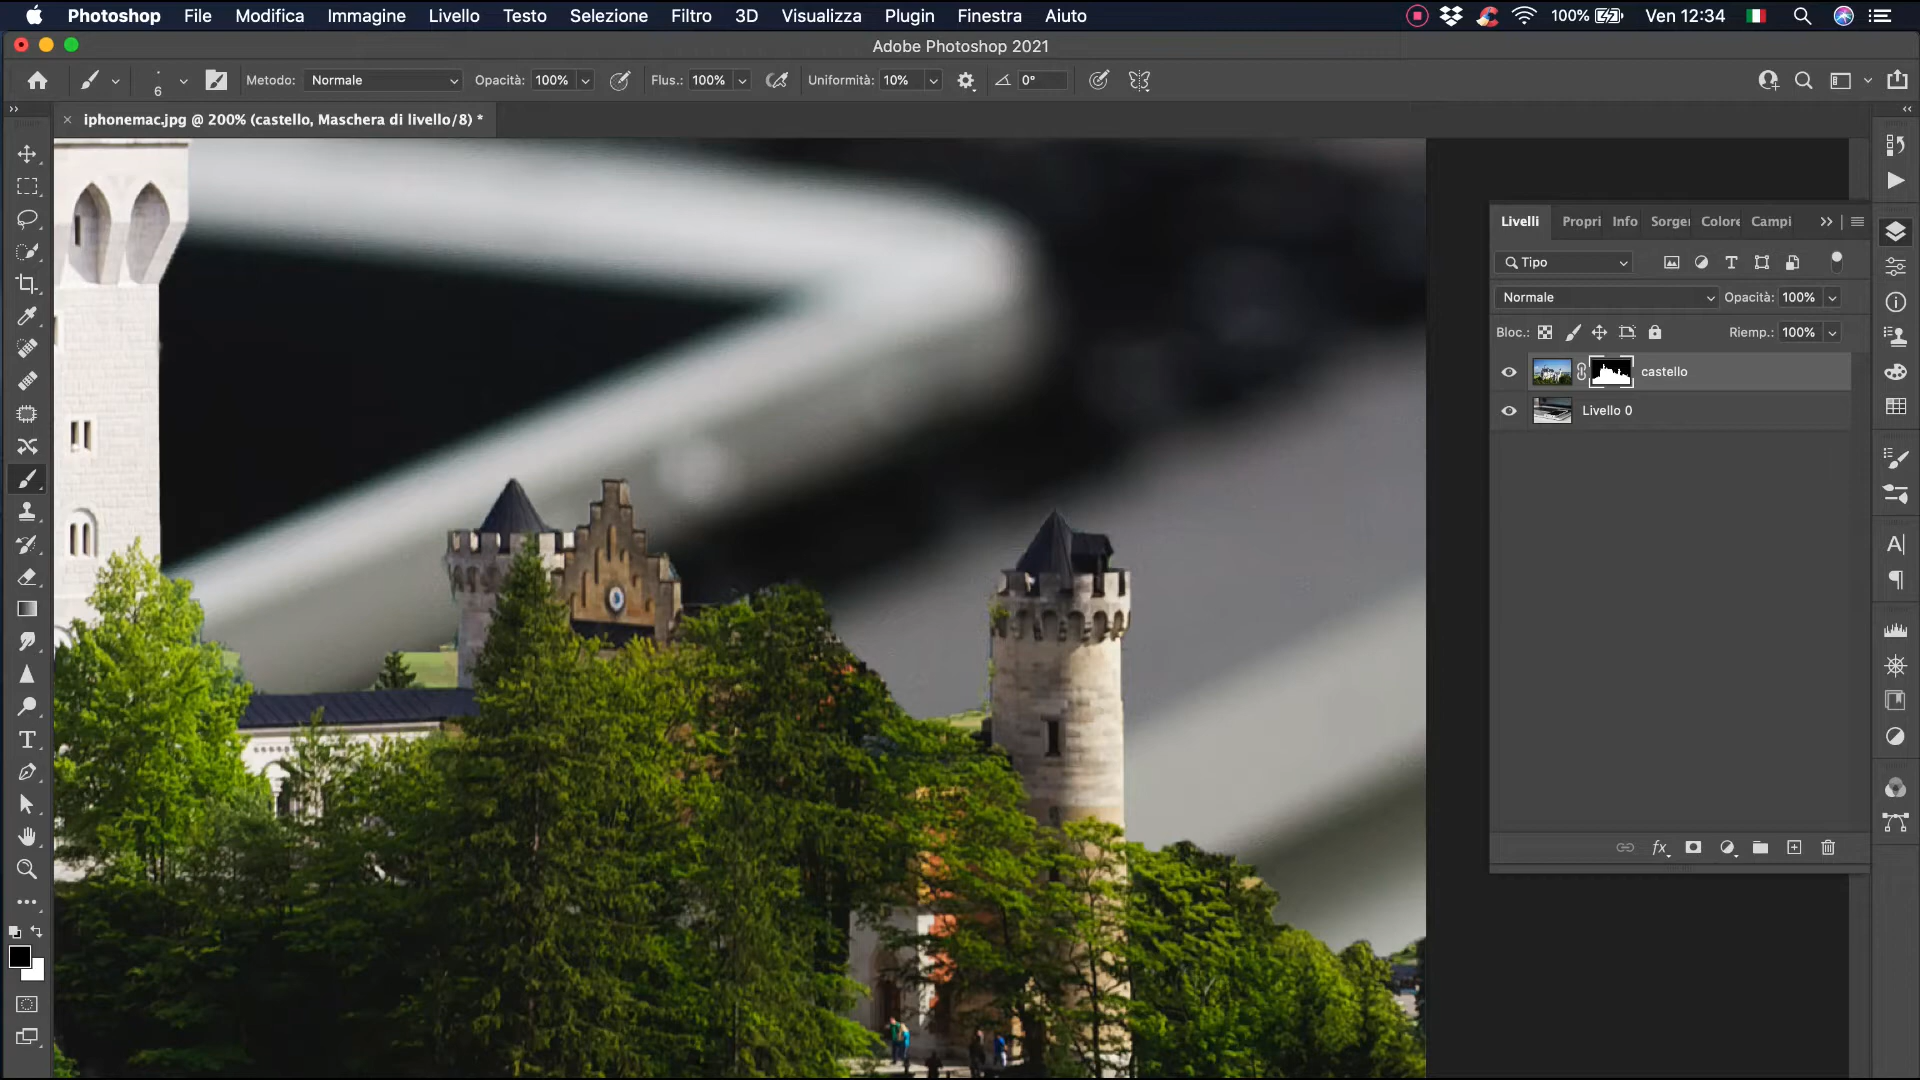 Photoshop File Modifica Immagine Livello Testo Selezione Filtro 3D Visualizza Plugin Finestra Aiuto 100% Ven 12:34
Adobe Photoshop 2021
6 Metodo: Normale Opacità: 100% Flus.: 100% Uniformità: 10% 0°
iphonemac.jpg @ 200% (castello, Maschera di livello/8) *
Livelli Propri Info Sorger Colore Campi
Tipo
Normale Opacità: 100%
Bloc.: Riemp.: 100%
castello
Livello 0
fx